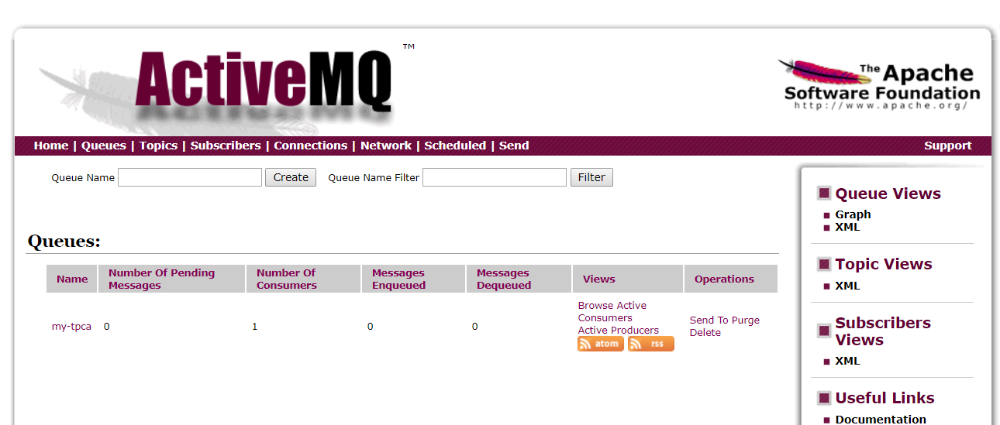 ActiveMQ ™
The Apache
Software Foundation
http://www.apache.org/
Home | Queues | Topics | Subscribers | Connections | Network | Scheduled | Send
Support
Queue Name Create Queue Name Filter Filter
Queues:
Name Number Of Pending Messages Number Of Consumers Messages Enqueued Messages Dequeued Views Operations
my-tpca 0 1 0 0
Browse Active
Consumers
Active Producers
atom rss
Send To Purge
Delete
Queue Views
Graph
XML
Topic Views
XML
Subscribers
Views
XML
Useful Links
Documentation